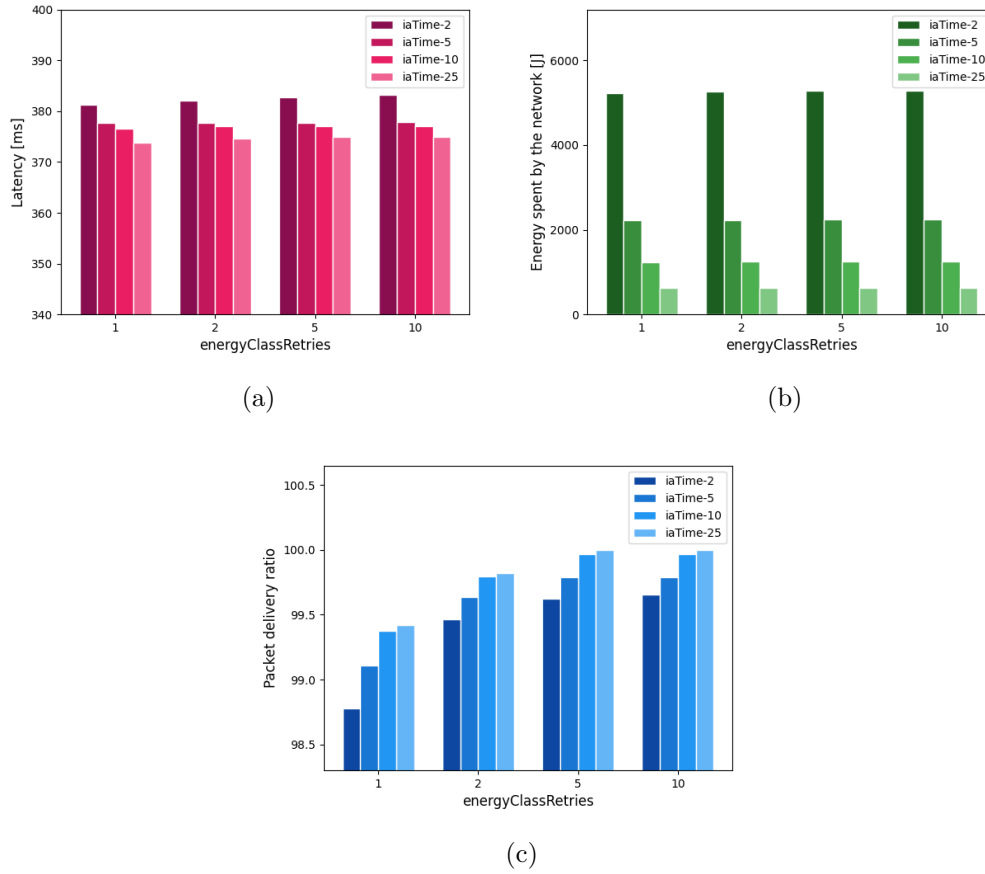 400
390
380
370
360
350
340
Latency [ms]
iaTime-2
iaTime-5
iaTime-10
iaTime-25
1 2 5 10
energyClassRetries
(a)
6000
4000
2000
0
Energy spent by the network [J]
iaTime-2
iaTime-5
iaTime-10
iaTime-25
1 2 5 10
energyClassRetries
(b)
100.5
100.0
99.5
99.0
98.5
Packet delivery ratio
iaTime-2
iaTime-5
iaTime-10
iaTime-25
1 2 5 10
energyClassRetries
(c)